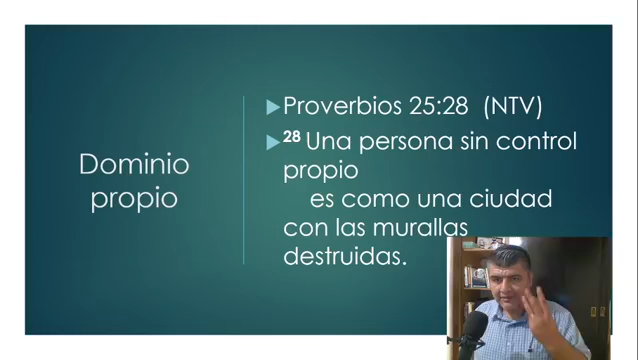 Dominio
propio
Proverbios 25:28 (NTV)
28 Una persona sin control
propio
es como una ciudad
con las murallas
destruidas.